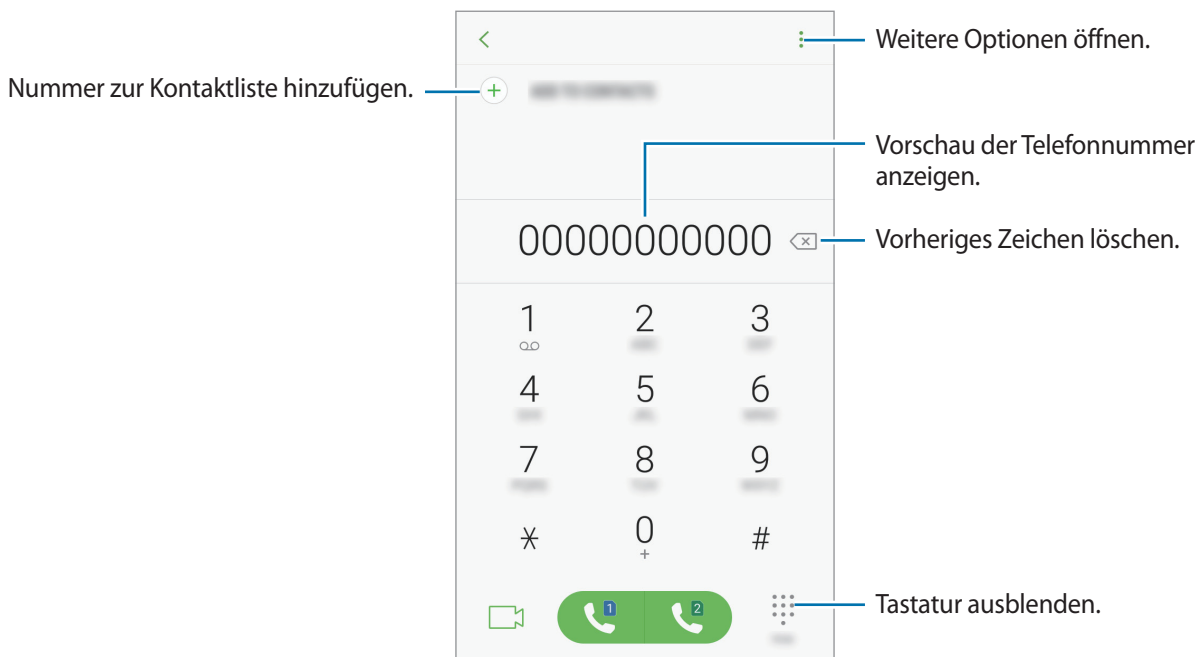 Weitere Optionen öffnen.
Nummer zur Kontaktliste hinzufügen.
Vorschau der Telefonnummer
anzeigen.
00000000000
Vorheriges Zeichen löschen.
1 2 3
4 5 6
7 8 9
* 0 #
+
1 2
Tastatur ausblenden.